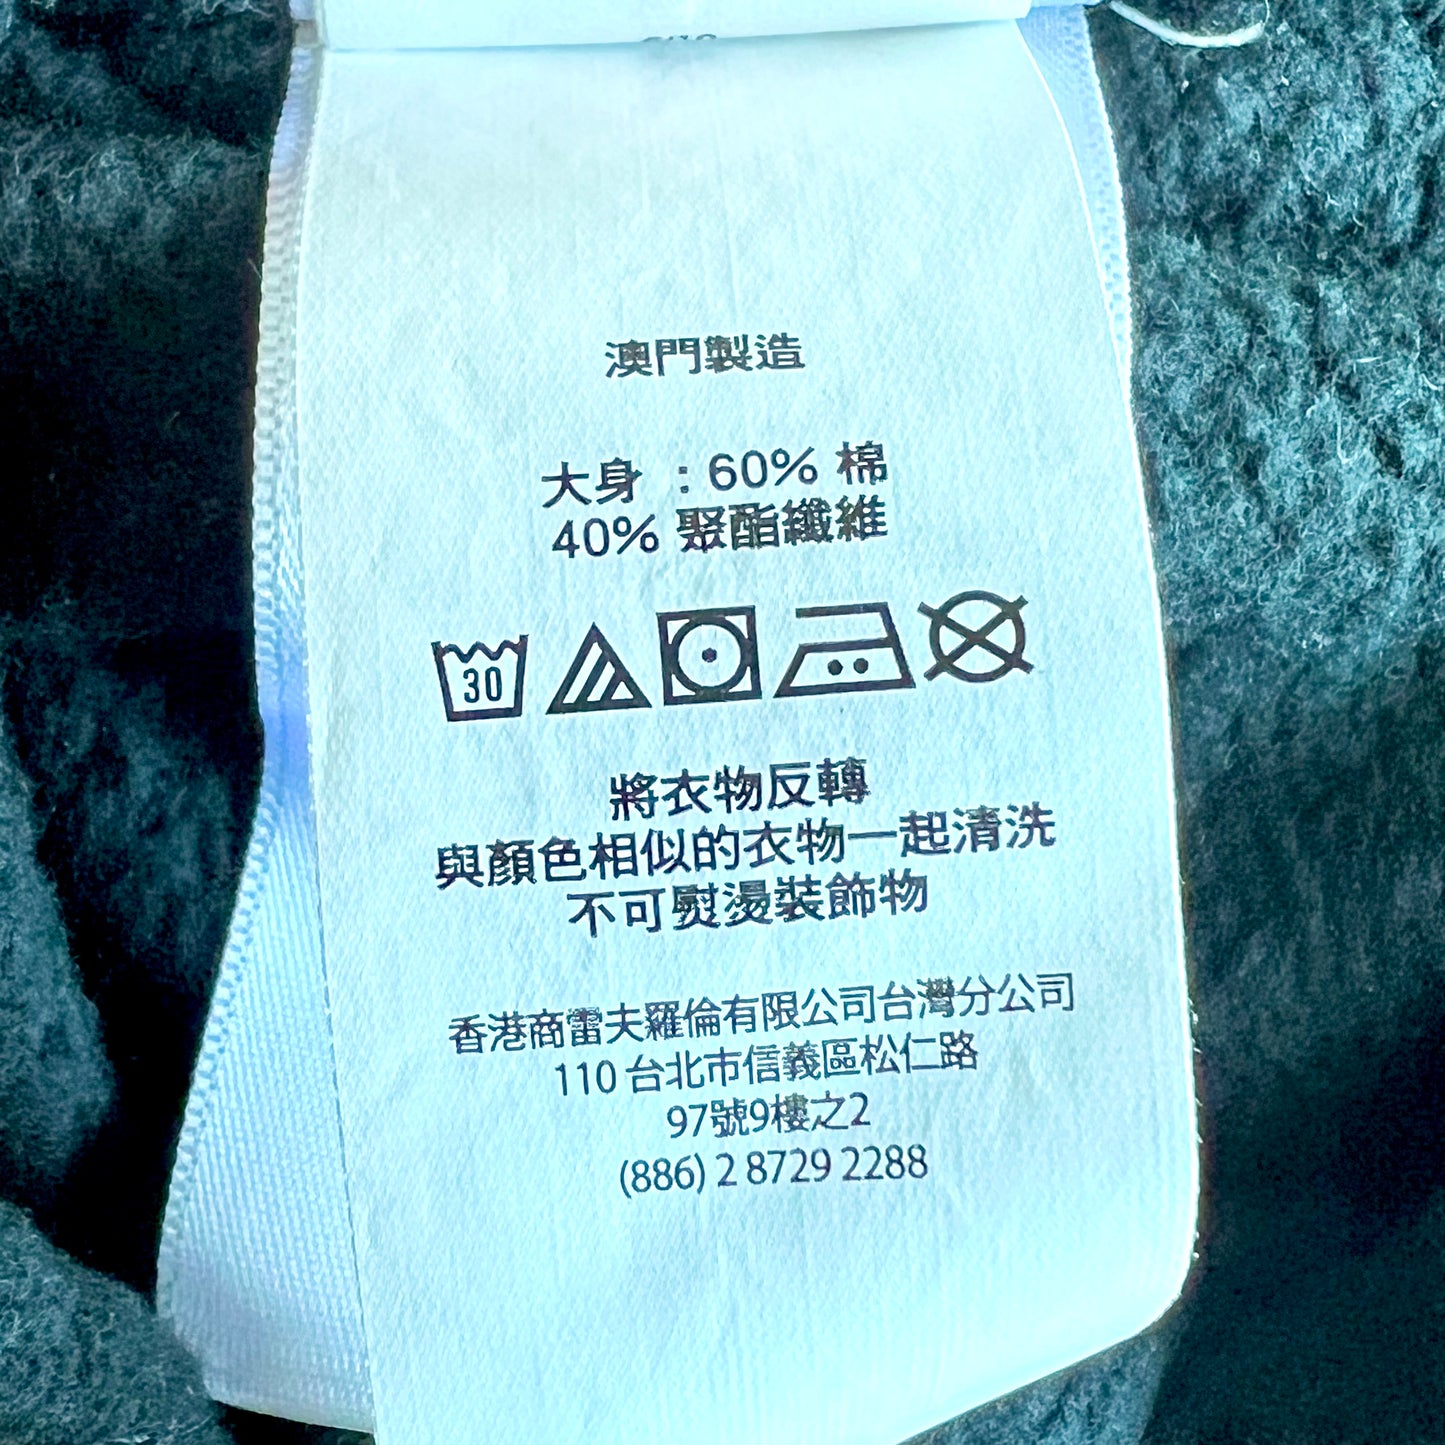 澳門製造
大身 : 60% 棉
40% 聚酯纖維
30
將衣物反轉
與顏色相似的衣物一起清洗
不可熨燙裝飾物
香港商雷夫羅倫有限公司台灣分公司
110 台北市信義區松仁路
97號9樓之2
(886) 2 8729 2288